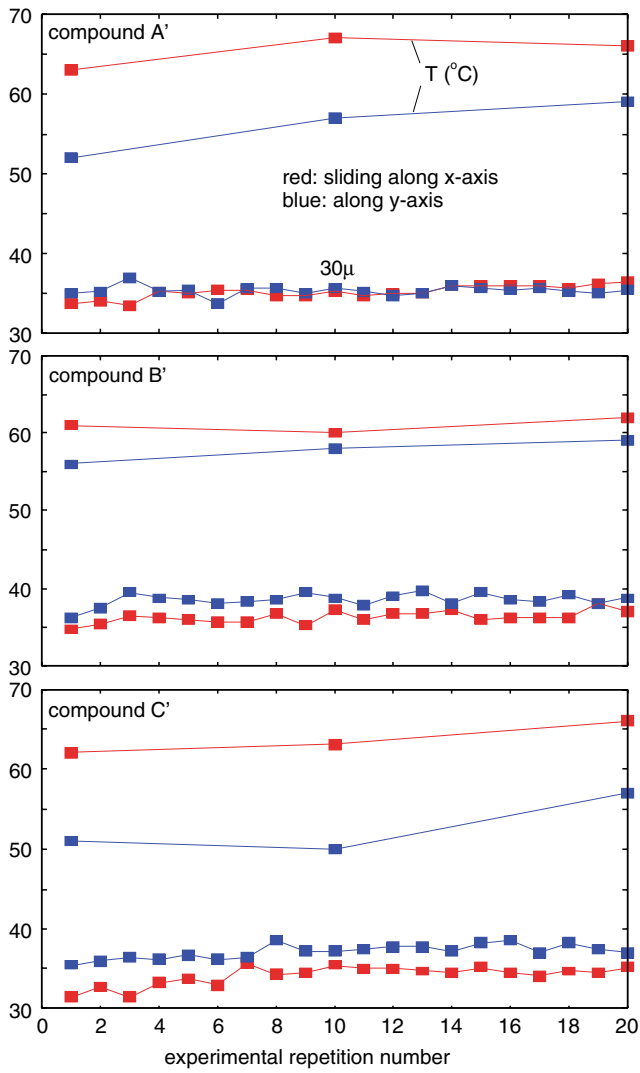 70
compound A'
T (°C)
60
50
red: sliding along x-axis
blue: along y-axis
40
30μ
30
70
compound B'
60
50
40
30
70
compound C'
60
50
40
30
0 2 4 6 8 10 12 14 16 18 20
experimental repetition number